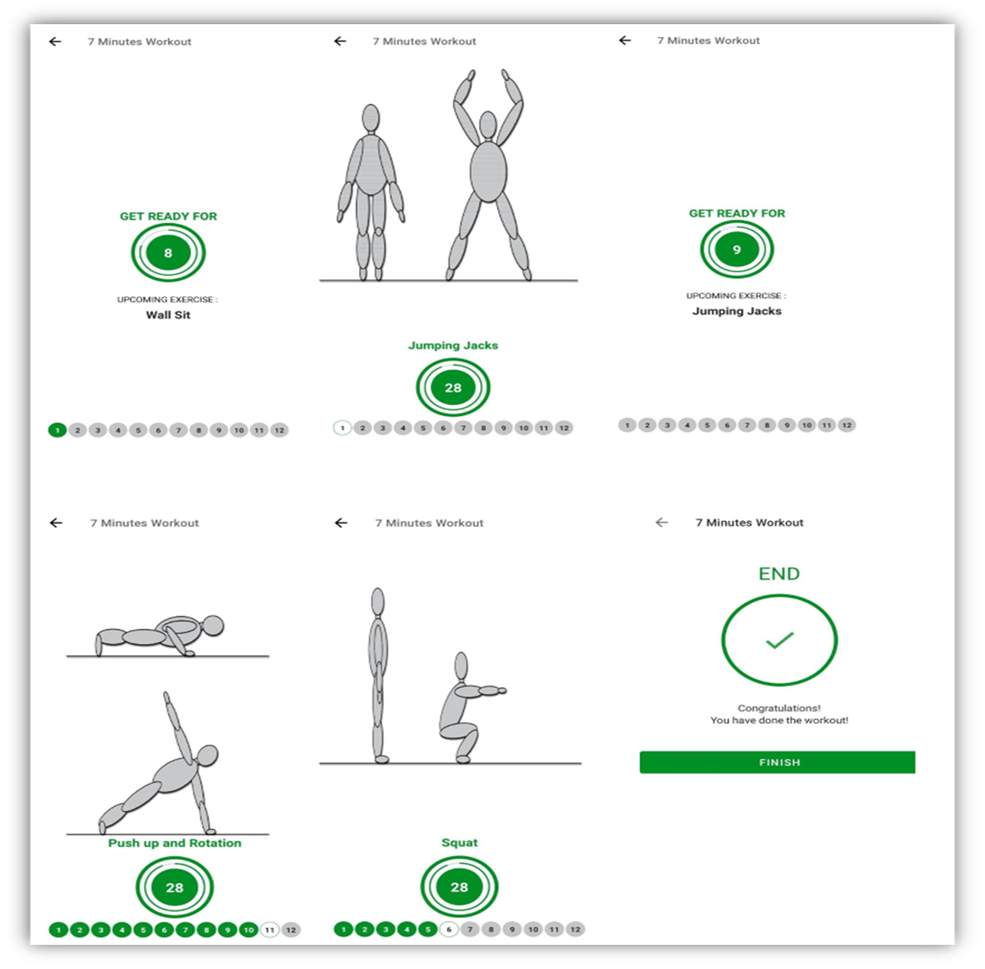 7 Minutes Workout
GET READY FOR
8
UPCOMING EXERCISE :
Wall Sit
1 2 3 4 5 6 7 8 9 10 11 12
7 Minutes Workout
Jumping Jacks
28
1 2 3 4 5 6 7 8 9 10 11 12
7 Minutes Workout
GET READY FOR
9
UPCOMING EXERCISE :
Jumping Jacks
1 2 3 4 5 6 7 8 9 10 11 12
7 Minutes Workout
Push up and Rotation
28
1 2 3 4 5 6 7 8 9 10 11 12
7 Minutes Workout
Squat
28
1 2 3 4 5 6 7 8 9 10 11 12
7 Minutes Workout
END
Congratulations!
You have done the workout!
FINISH